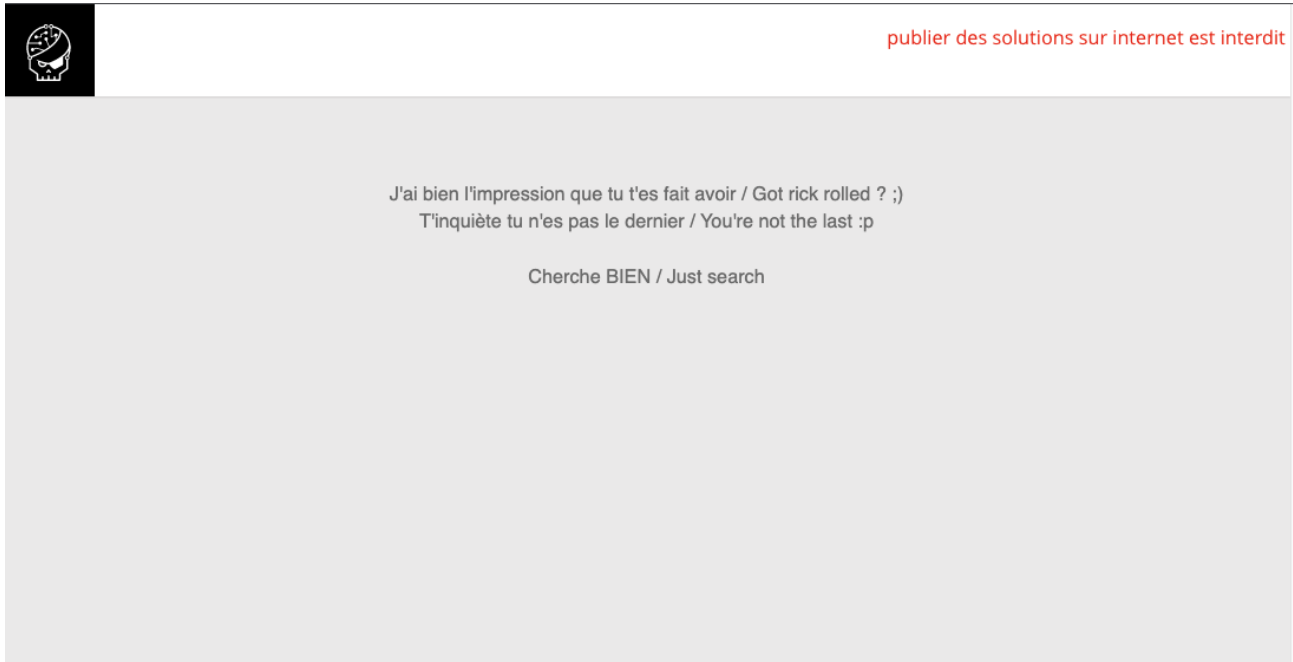 publier des solutions sur internet est interdit
J'ai bien l'impression que tu t'es fait avoir / Got rick rolled ? ;)
T'inquiète tu n'es pas le dernier / You're not the last :p
Cherche BIEN / Just search